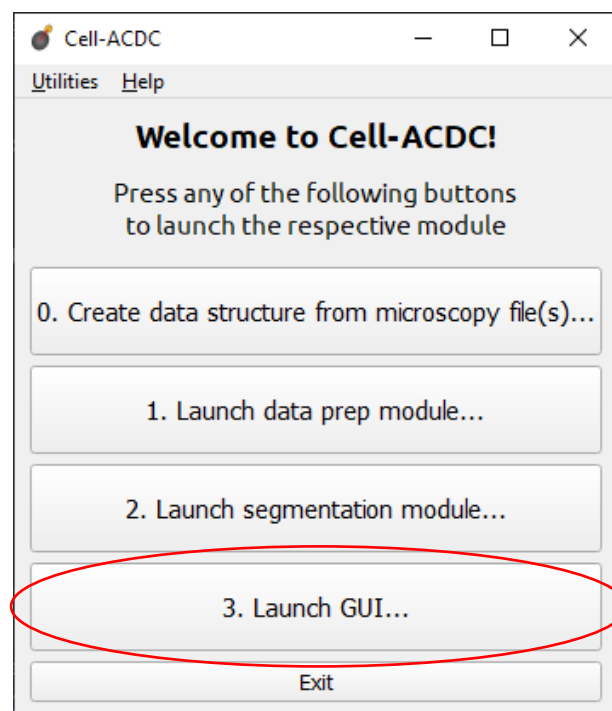 Cell-ACDC
Utilities Help
Welcome to Cell-ACDC!
Press any of the following buttons
to launch the respective module
0. Create data structure from microscopy file(s)...
1. Launch data prep module...
2. Launch segmentation module...
3. Launch GUI...
Exit